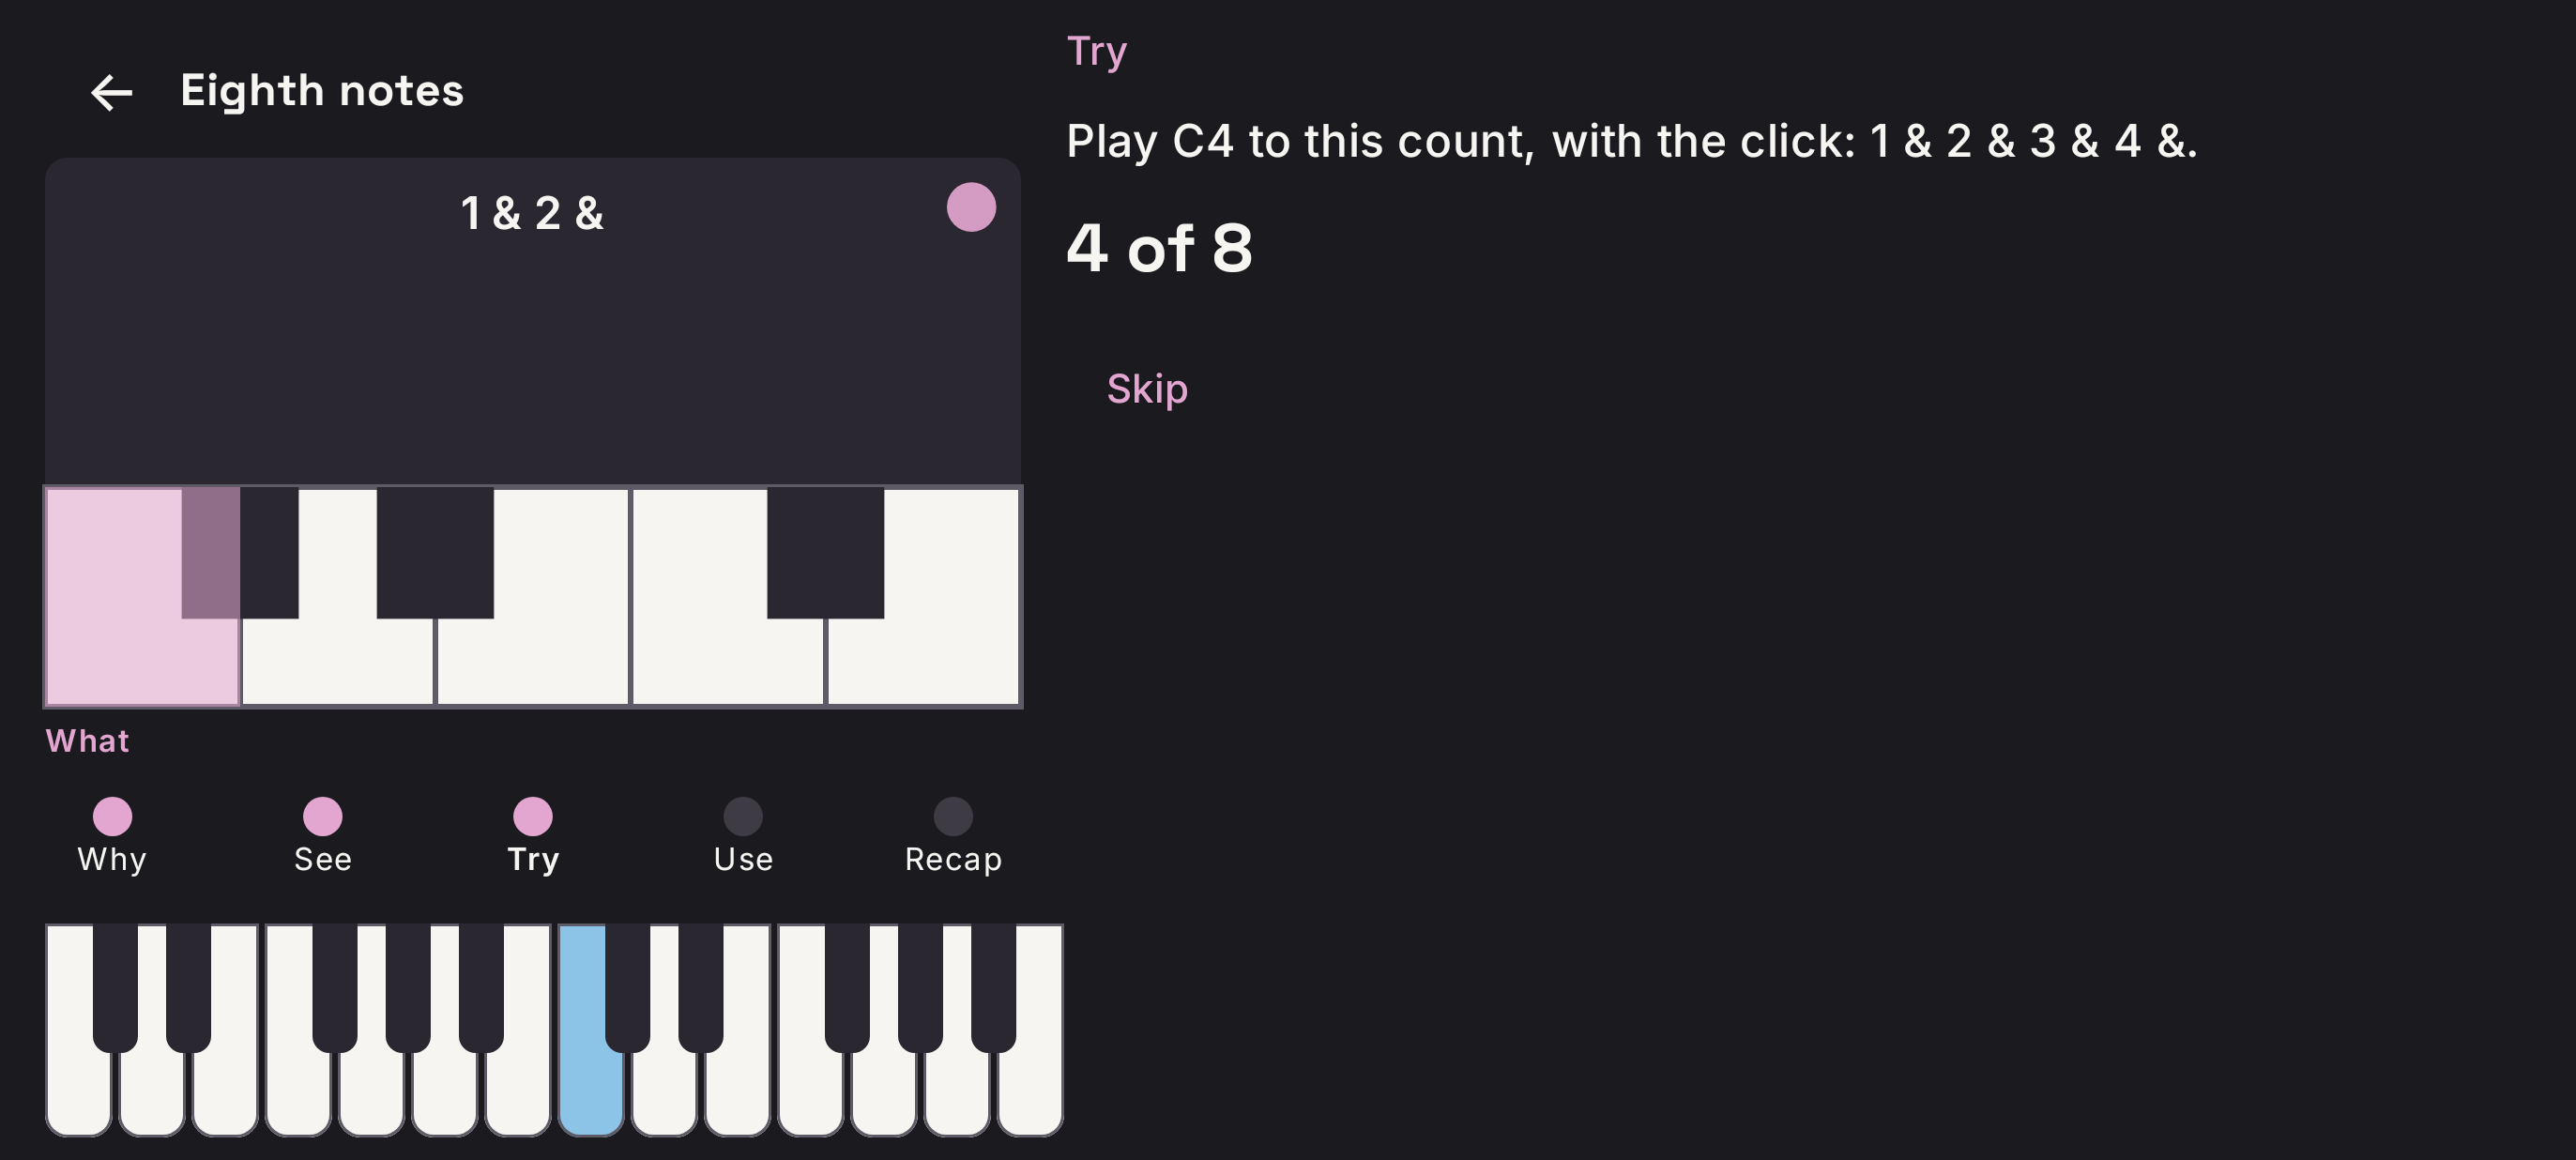 Eighth notes
1 & 2 &
What
Why
See
Try
Use
Recap
Try
Play C4 to this count, with the click: 1 & 2 & 3 & 4 &.
4 of 8
Skip